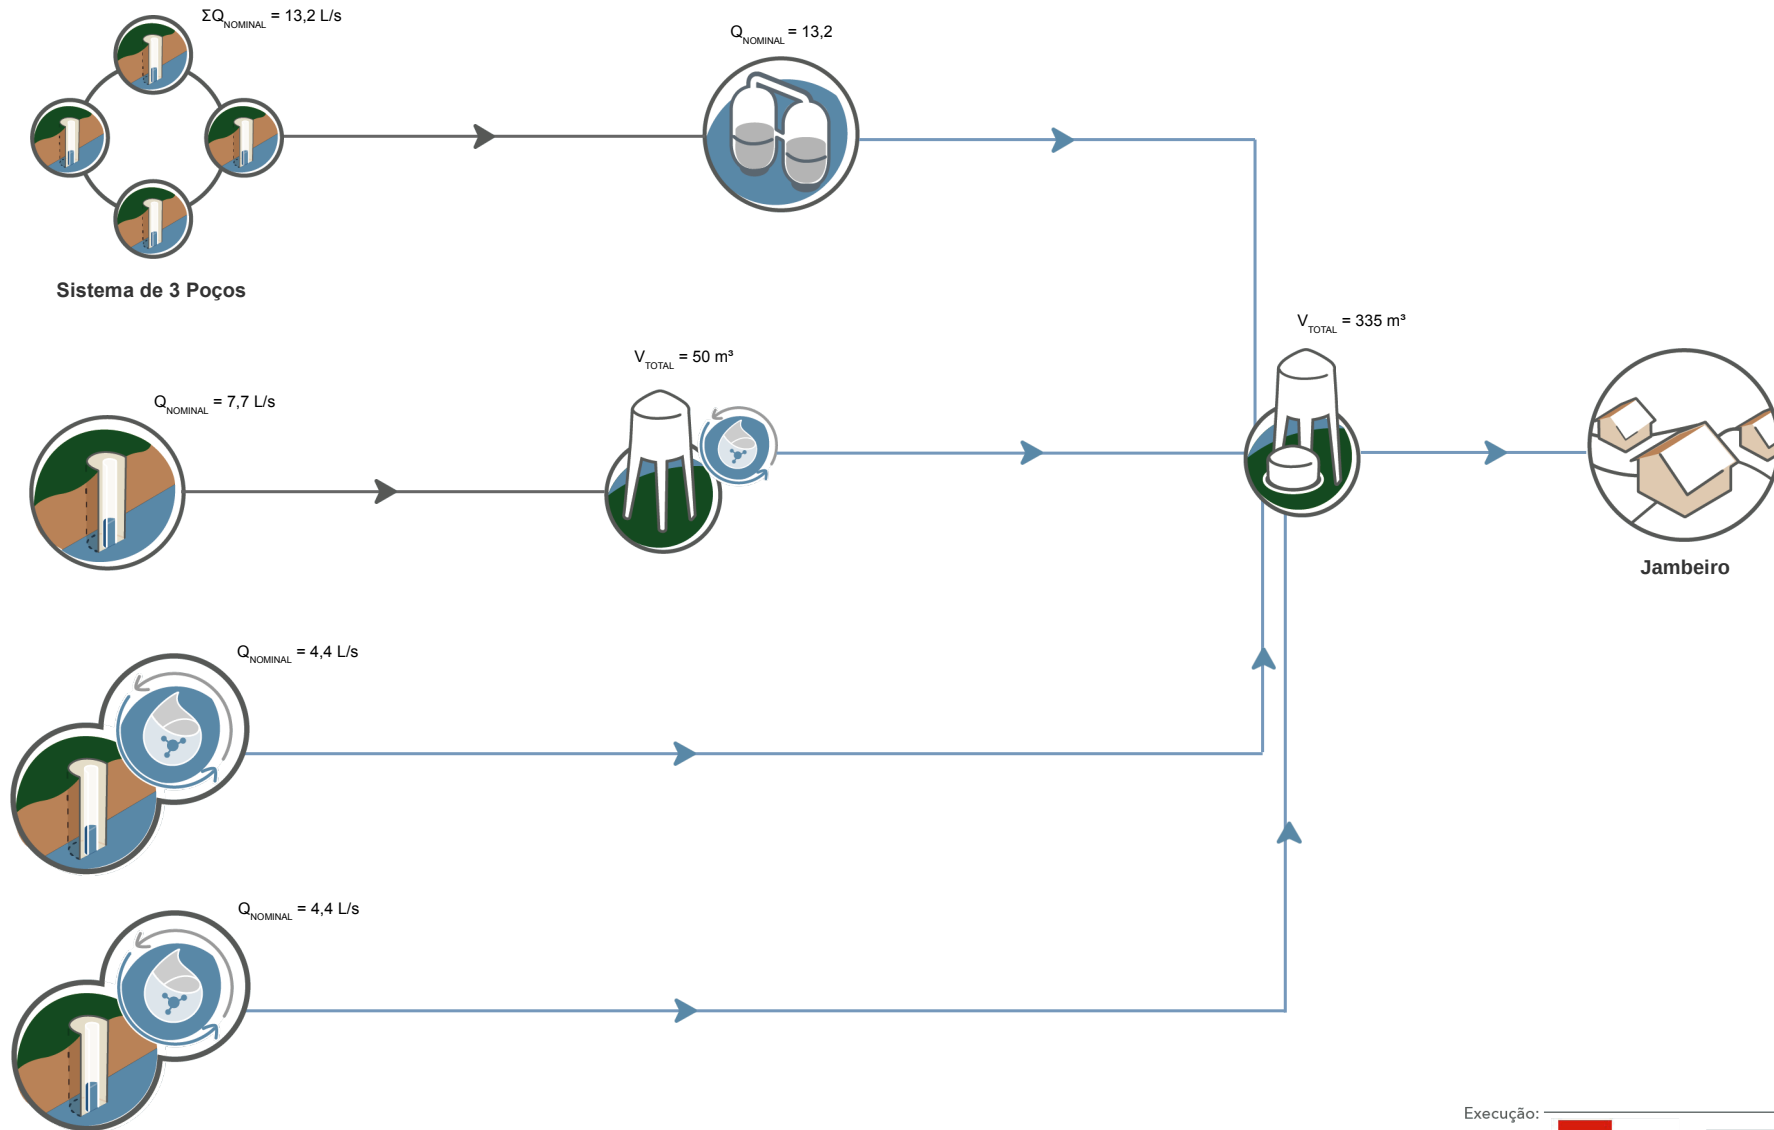 ΣQNOMINAL = 13,2 L/s
QNOMINAL = 13,2
Sistema de 3 Poços
VTOTAL = 335 m³
VTOTAL = 50 m³
QNOMINAL = 7,7 L/s
Jambeiro
QNOMINAL = 4,4 L/s
QNOMINAL = 4,4 L/s
Execução: